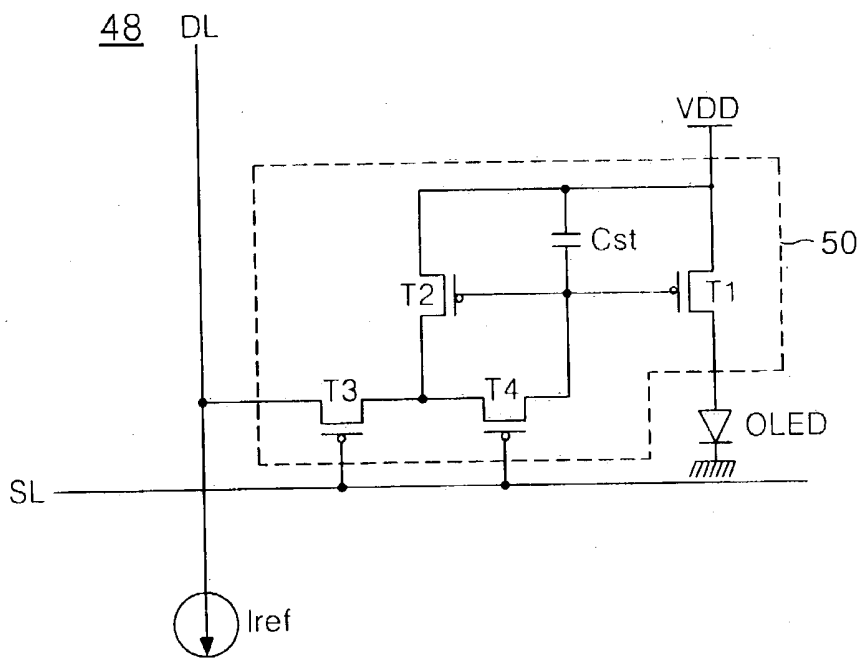 48 DL
VDD
Cst
50
T2
T1
T3
T4
OLED
SL
Iref